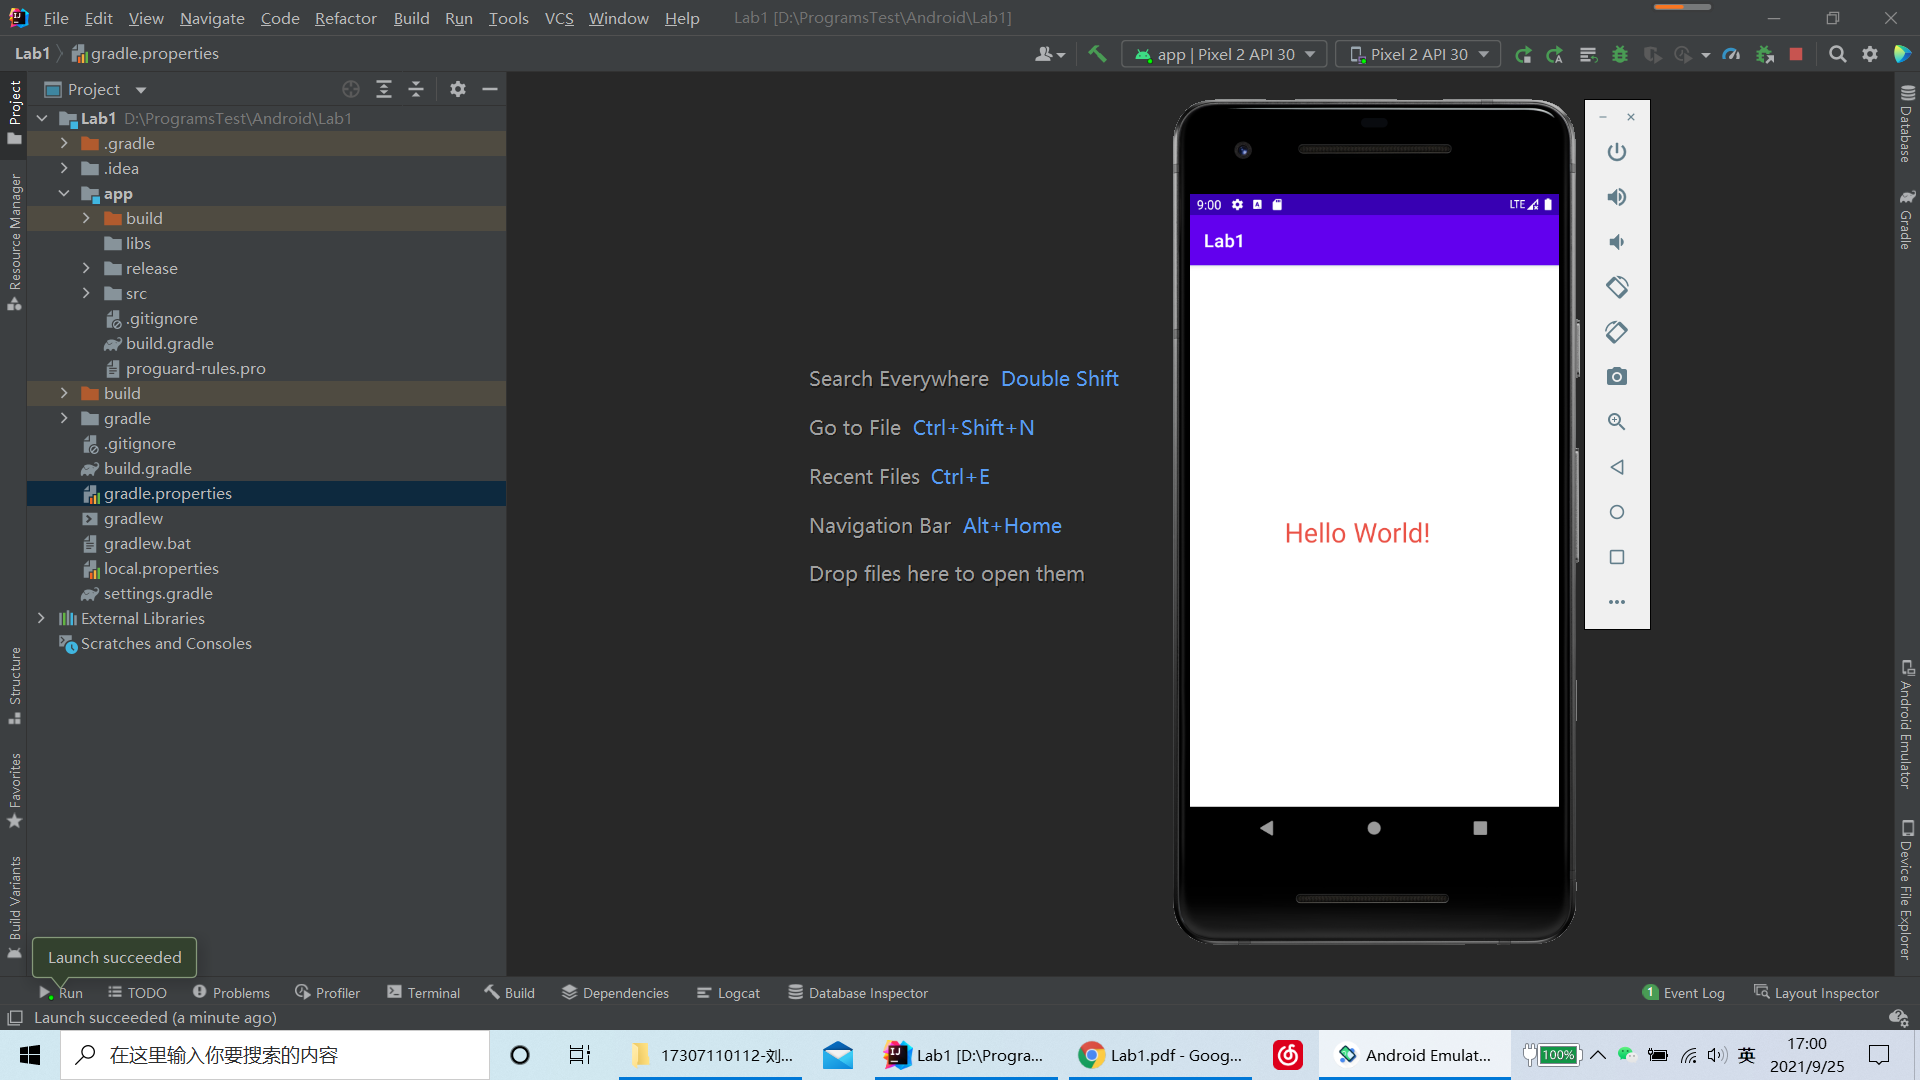 File Edit View Navigate Code Refactor Build Run Tools VCS Window Help Lab1 [D:\ProgramsTest\Android\Lab1]
Lab1 gradle.properties app | Pixel 2 API 30 Pixel 2 API 30
Project
Lab1 D:\ProgramsTest\Android\Lab1
.gradle
.idea
app
build
libs
release
src
.gitignore
build.gradle
proguard-rules.pro
build
gradle
.gitignore
build.gradle
gradle.properties
gradlew
gradlew.bat
local.properties
settings.gradle
External Libraries
Scratches and Consoles
Project
Resource Manager
Structure
Favorites
Build Variants
Search Everywhere Double Shift
Go to File Ctrl+Shift+N
Recent Files Ctrl+E
Navigation Bar Alt+Home
Drop files here to open them
9:00 LTE
Lab1
Hello World!
Database
Gradle
Android Emulator
Device File Explorer
Launch succeeded
Run TODO Problems Profiler Terminal Build Dependencies Logcat Database Inspector 1 Event Log Layout Inspector
Launch succeeded (a minute ago)
在这里输入你要搜索的内容 17307110112-刘... Lab1 [D:\Progra... Lab1.pdf - Goog... Android Emulat... 100% 英 17:00
2021/9/25